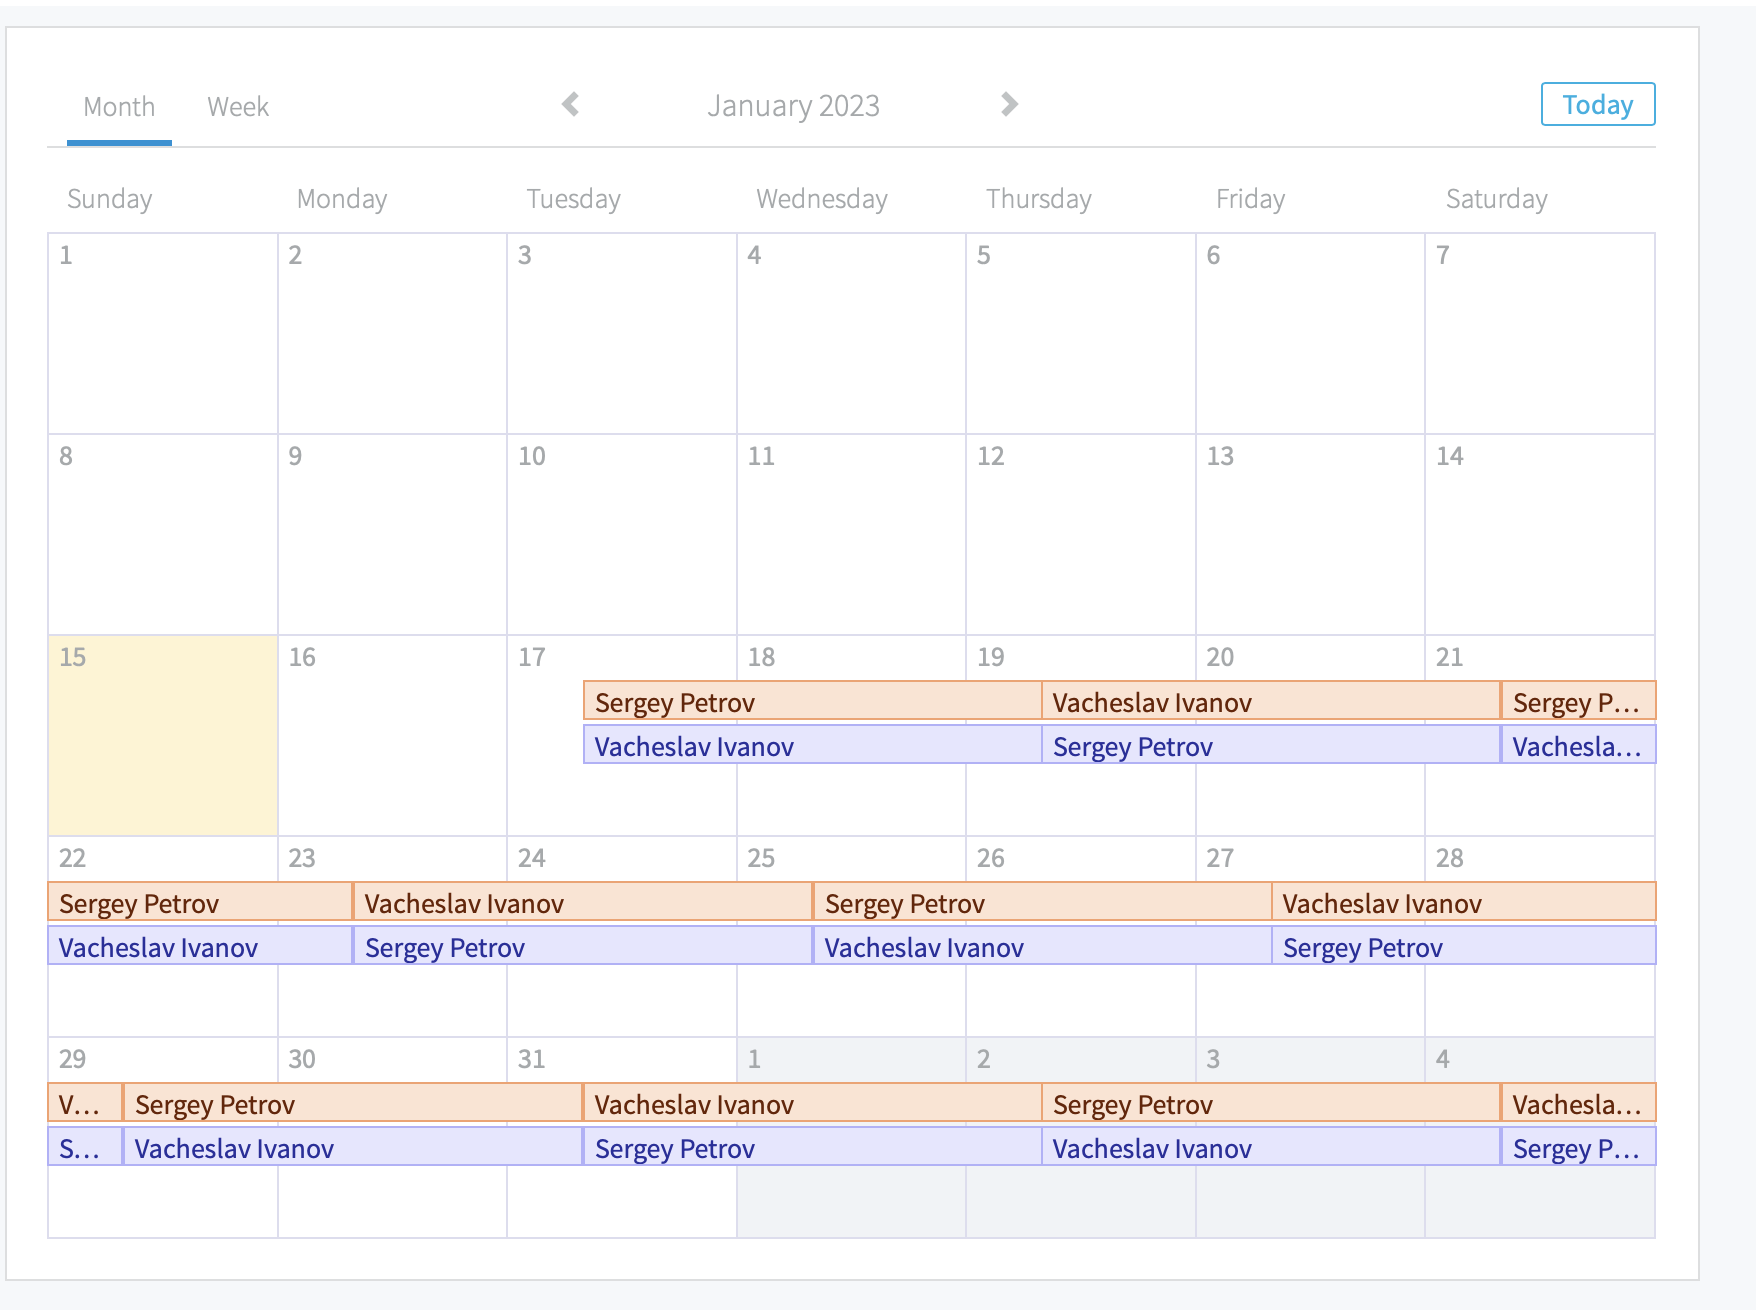 Month Week January 2023 Today
Sunday Monday Tuesday Wednesday Thursday Friday Saturday
1 2 3 4 5 6 7
8 9 10 11 12 13 14
15 16 17 18 19 20 21
Sergey Petrov Vacheslav Ivanov Sergey P...
Vacheslav Ivanov Sergey Petrov Vachesla...
22 23 24 25 26 27 28
Sergey Petrov Vacheslav Ivanov Sergey Petrov Vacheslav Ivanov
Vacheslav Ivanov Sergey Petrov Vacheslav Ivanov Sergey Petrov
29 30 31 1 2 3 4
V... Sergey Petrov Vacheslav Ivanov Sergey Petrov Vachesla...
S... Vacheslav Ivanov Sergey Petrov Vacheslav Ivanov Sergey P...